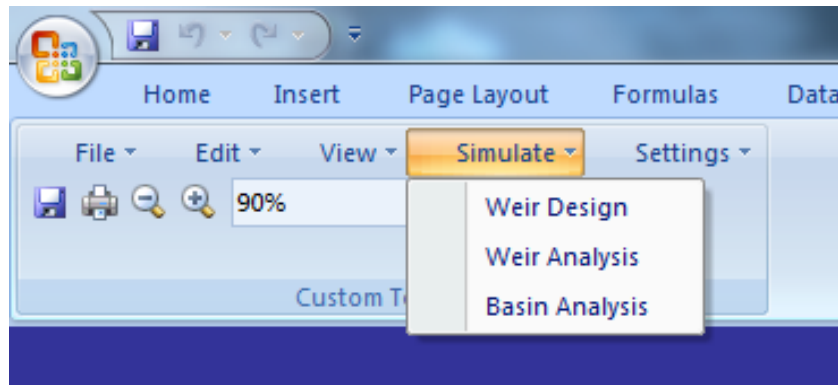 Home Insert Page Layout Formulas Data
File Edit View Simulate Settings
90%
Weir Design
Weir Analysis
Basin Analysis
Custom